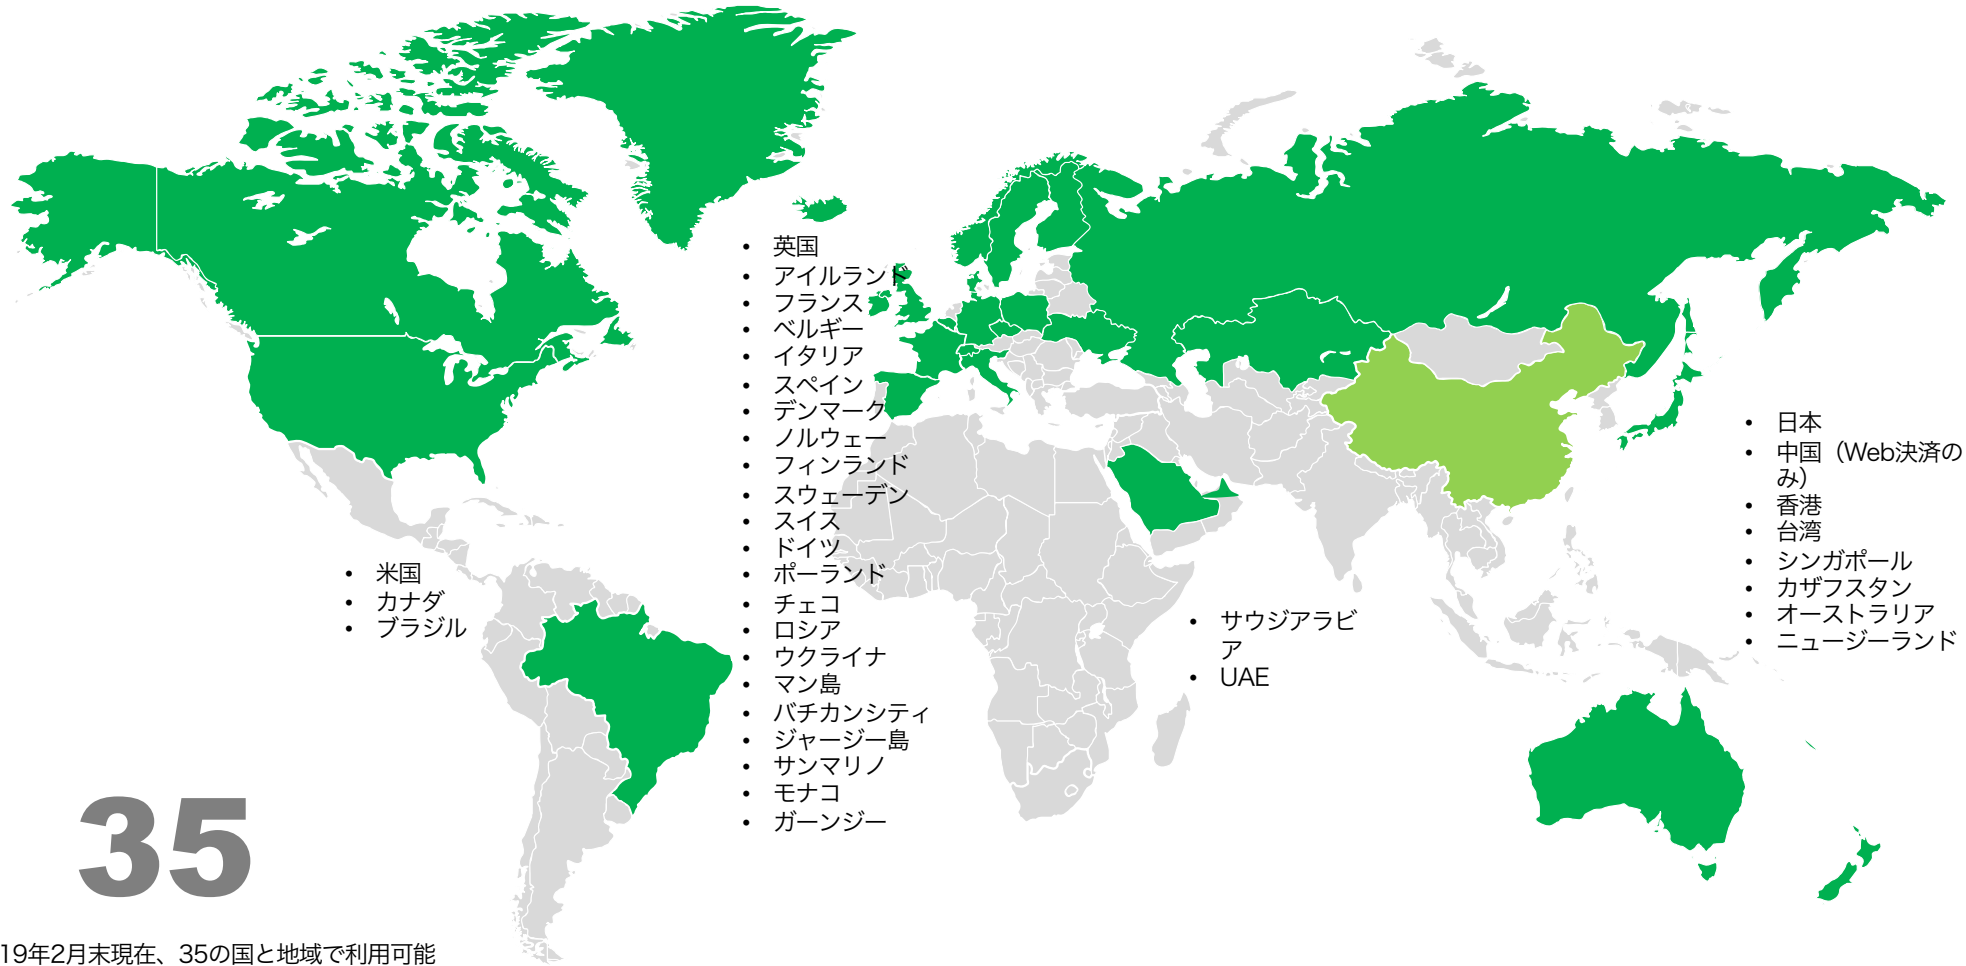 • 英国
• アイルランド
• フランス
• ベルギー
• イタリア
• スペイン
• デンマーク
• ノルウェー
• フィンランド
• スウェーデン
• スイス
• ドイツ
• ポーランド
• チェコ
• ロシア
• ウクライナ
• マン島
• バチカンシティ
• ジャージー島
• サンマリノ
• モナコ
• ガーンジー
• 米国
• カナダ
• ブラジル
• サウジアラビ
ア
• UAE
• 日本
• 中国（Web決済の
み）
• 香港
• 台湾
• シンガポール
• カザフスタン
• オーストラリア
• ニュージーランド
35
19年2月末現在、35の国と地域で利用可能